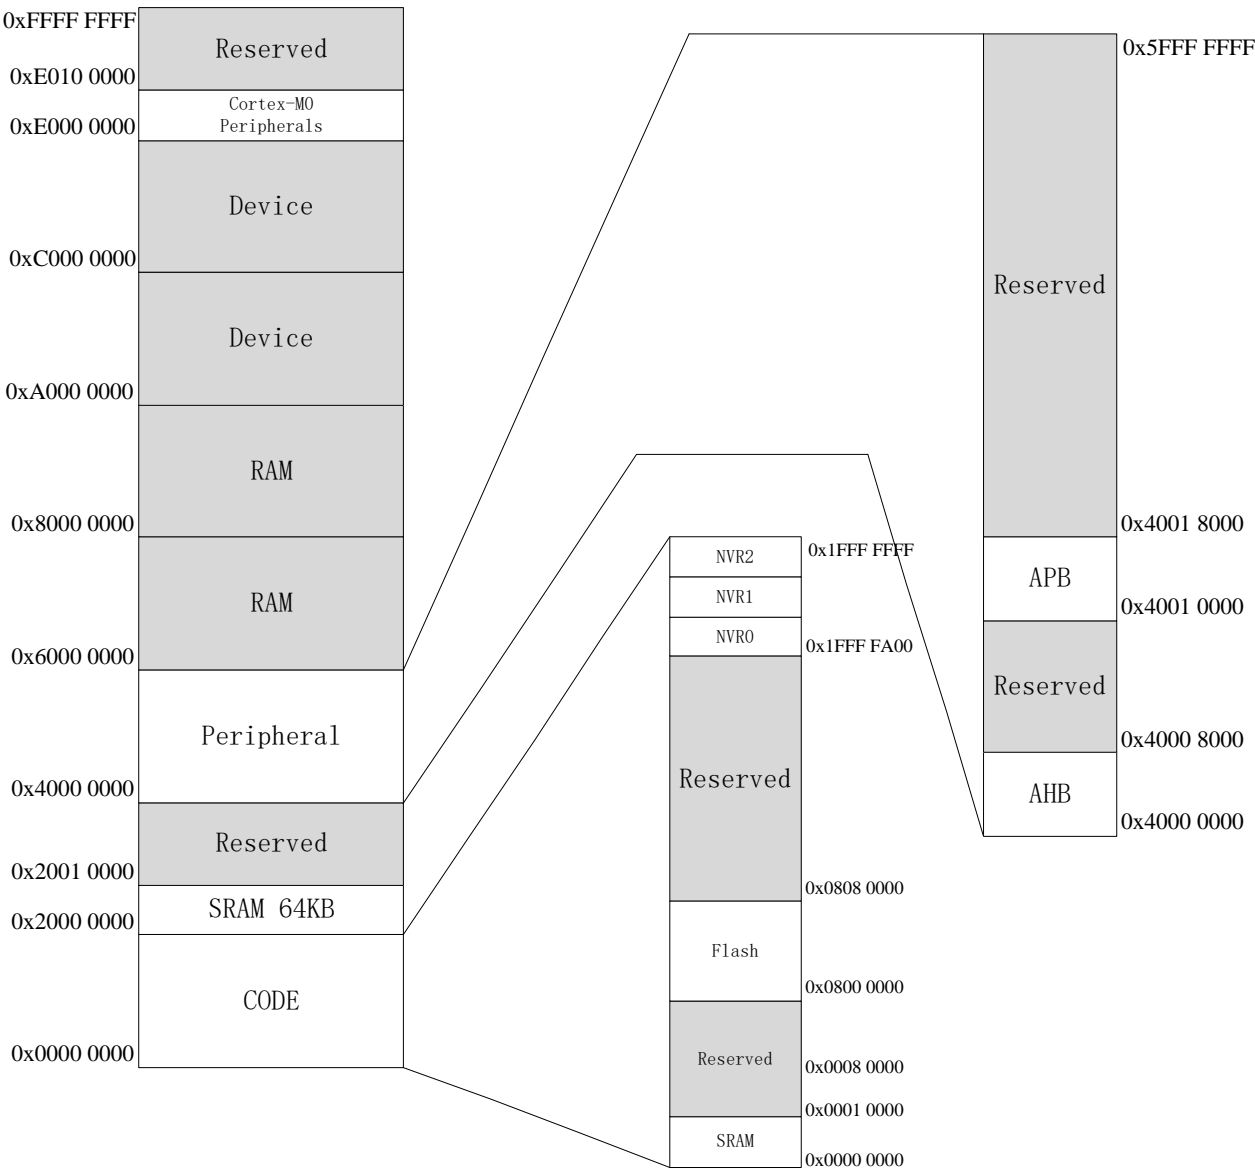 0xFFFF FFFF
Reserved
0xE010 0000
Cortex-M0
Peripherals
0xE000 0000
Device
0xC000 0000
Device
0xA000 0000
RAM
0x8000 0000
RAM
0x6000 0000
Peripheral
0x4000 0000
Reserved
0x2001 0000
SRAM 64KB
0x2000 0000
CODE
0x0000 0000
NVR2
0x1FFF FFFF
NVR1
NVR0
0x1FFF FA00
Reserved
0x0808 0000
Flash
0x0800 0000
Reserved
0x0008 0000
0x0001 0000
SRAM
0x0000 0000
0x5FFF FFFF
Reserved
0x4001 8000
APB
0x4001 0000
Reserved
0x4000 8000
AHB
0x4000 0000